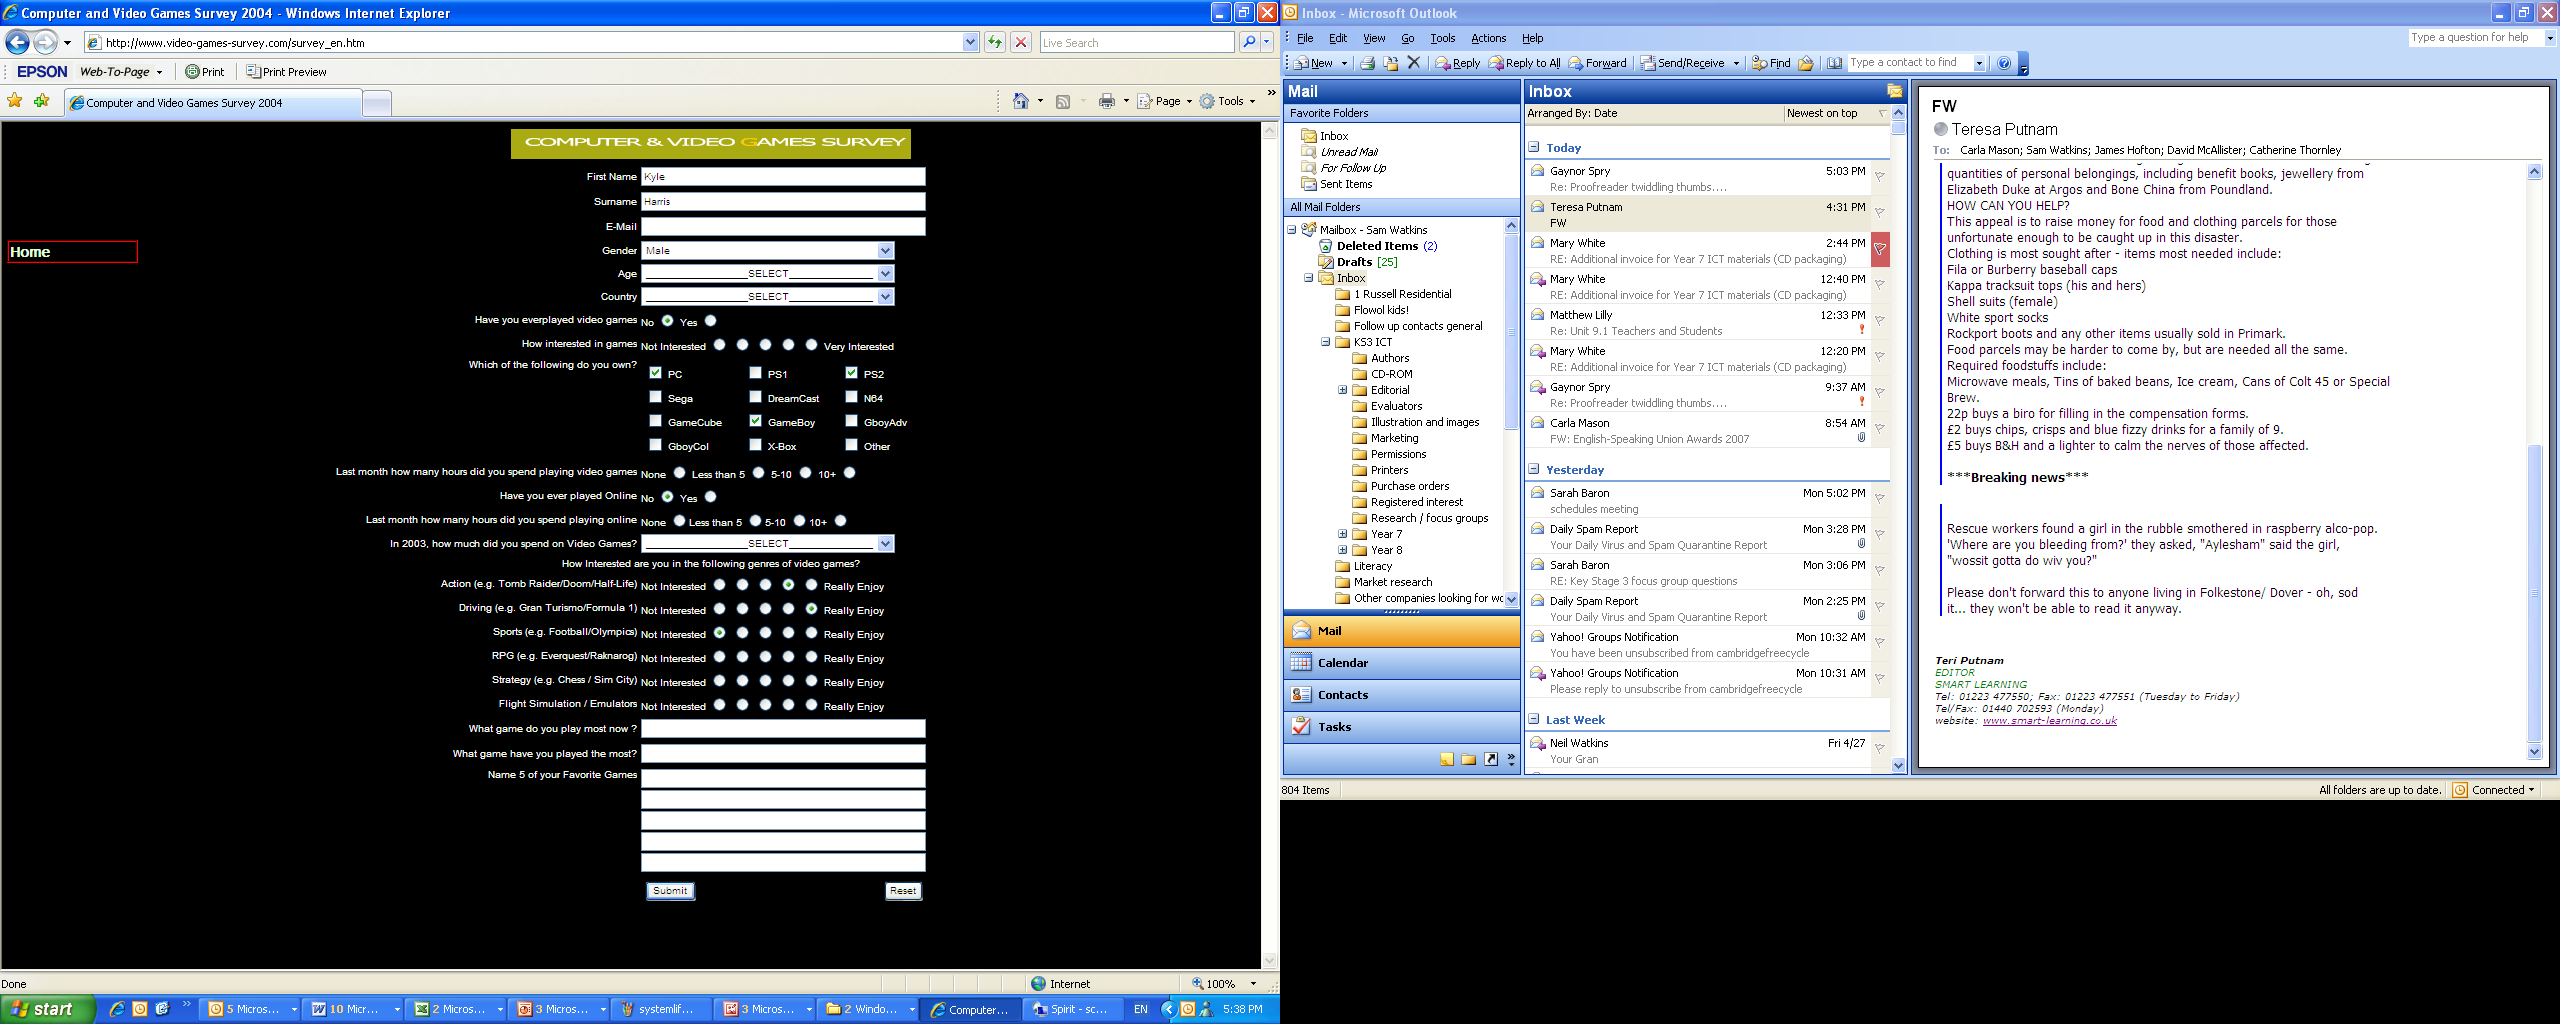 Computer and Video Games Survey 2004 - Windows Internet Explorer
http://www.video-games-survey.com/survey_en.htm
Live Search
EPSON Web-To-Page Print Print Preview
Computer and Video Games Survey 2004
Page Tools
COMPUTER & VIDEO GAMES SURVEY
Home
First Name Kyle
Surname Harris
E-Mail
Gender Male
Age SELECT
Country SELECT
Have you everplayed video games No Yes
How interested in games Not Interested Very Interested
Which of the following do you own?
PC PS1 PS2
Sega DreamCast N64
GameCube GameBoy GboyAdv
GboyCol X-Box Other
Last month how many hours did you spend playing video games None Less than 5 5-10 10+
Have you ever played Online No Yes
Last month how many hours did you spend playing online None Less than 5 5-10 10+
In 2003, how much did you spend on Video Games? SELECT
How Interested are you in the following genres of video games?
Action (e.g. Tomb Raider/Doom/Half-Life) Not Interested Really Enjoy
Driving (e.g. Gran Turismo/Formula 1) Not Interested Really Enjoy
Sports (e.g. Football/Olympics) Not Interested Really Enjoy
RPG (e.g. Everquest/Raknarog) Not Interested Really Enjoy
Strategy (e.g. Chess / Sim City) Not Interested Really Enjoy
Flight Simulation / Emulators Not Interested Really Enjoy
What game do you play most now ?
What game have you played the most?
Name 5 of your Favorite Games
Submit Reset
Done Internet 100%
start 5 Micros... 10 Micr... 2 Micros... 3 Micros... systemlif... 3 Micros... 2 Windo... Computer... Spirit - sc... EN 5:38 PM
Inbox - Microsoft Outlook
File Edit View Go Tools Actions Help
Type a question for help
New Reply Reply to All Forward Send/Receive Find Type a contact to find
Mail
Favorite Folders
Inbox
Unread Mail
For Follow Up
Sent Items
All Mail Folders
Mailbox - Sam Watkins
Deleted Items (2)
Drafts [25]
Inbox
1 Russell Residential
Flowol kids!
Follow up contacts general
KS3 ICT
Authors
CD-ROM
Editorial
Evaluators
Illustration and images
Marketing
Permissions
Printers
Purchase orders
Registered interest
Research / focus groups
Year 7
Year 8
Literacy
Market research
Other companies looking for wo
Mail
Calendar
Contacts
Tasks
804 Items
Inbox
Arranged By: Date Newest on top
Today
Gaynor Spry 5:03 PM
Re: Proofreader twiddling thumbs....
Teresa Putnam 4:31 PM
FW
Mary White 2:44 PM
RE: Additional invoice for Year 7 ICT materials (CD packaging)
Mary White 12:40 PM
RE: Additional invoice for Year 7 ICT materials (CD packaging)
Matthew Lilly 12:33 PM
Re: Unit 9.1 Teachers and Students
Mary White 12:20 PM
RE: Additional invoice for Year 7 ICT materials (CD packaging)
Gaynor Spry 9:37 AM
Re: Proofreader twiddling thumbs....
Carla Mason 8:54 AM
FW: English-Speaking Union Awards 2007
Yesterday
Sarah Baron Mon 5:02 PM
schedules meeting
Daily Spam Report Mon 3:28 PM
Your Daily Virus and Spam Quarantine Report
Sarah Baron Mon 3:06 PM
RE: Key Stage 3 focus group questions
Daily Spam Report Mon 2:25 PM
Your Daily Virus and Spam Quarantine Report
Yahoo! Groups Notification Mon 10:32 AM
You have been unsubscribed from cambridgefreecycle
Yahoo! Groups Notification Mon 10:31 AM
Please reply to unsubscribe from cambridgefreecycle
Last Week
Neil Watkins Fri 4/27
Your Gran
FW
Teresa Putnam
To: Carla Mason; Sam Watkins; James Hofton; David McAllister; Catherine Thornley
quantities of personal belongings, including benefit books, jewellery from
Elizabeth Duke at Argos and Bone China from Poundland.
HOW CAN YOU HELP?
This appeal is to raise money for food and clothing parcels for those
unfortunate enough to be caught up in this disaster.
Clothing is most sought after - items most needed include:
Fila or Burberry baseball caps
Kappa tracksuit tops (his and hers)
Shell suits (female)
White sport socks
Rockport boots and any other items usually sold in Primark.
Food parcels may be harder to come by, but are needed all the same.
Required foodstuffs include:
Microwave meals, Tins of baked beans, Ice cream, Cans of Colt 45 or Special
Brew.
22p buys a biro for filling in the compensation forms.
£2 buys chips, crisps and blue fizzy drinks for a family of 9.
£5 buys B&H and a lighter to calm the nerves of those affected.
***Breaking news***
Rescue workers found a girl in the rubble smothered in raspberry alco-pop.
'Where are you bleeding from?' they asked, "Aylesham" said the girl,
"wossit gotta do wiv you?"
Please don't forward this to anyone living in Folkestone/ Dover - oh, sod
it... they won't be able to read it anyway.
Teri Putnam
EDITOR
SMART LEARNING
Tel: 01223 477550; Fax: 01223 477551 (Tuesday to Friday)
Tel/Fax: 01440 702593 (Monday)
website: www.smart-learning.co.uk
All folders are up to date. Connected